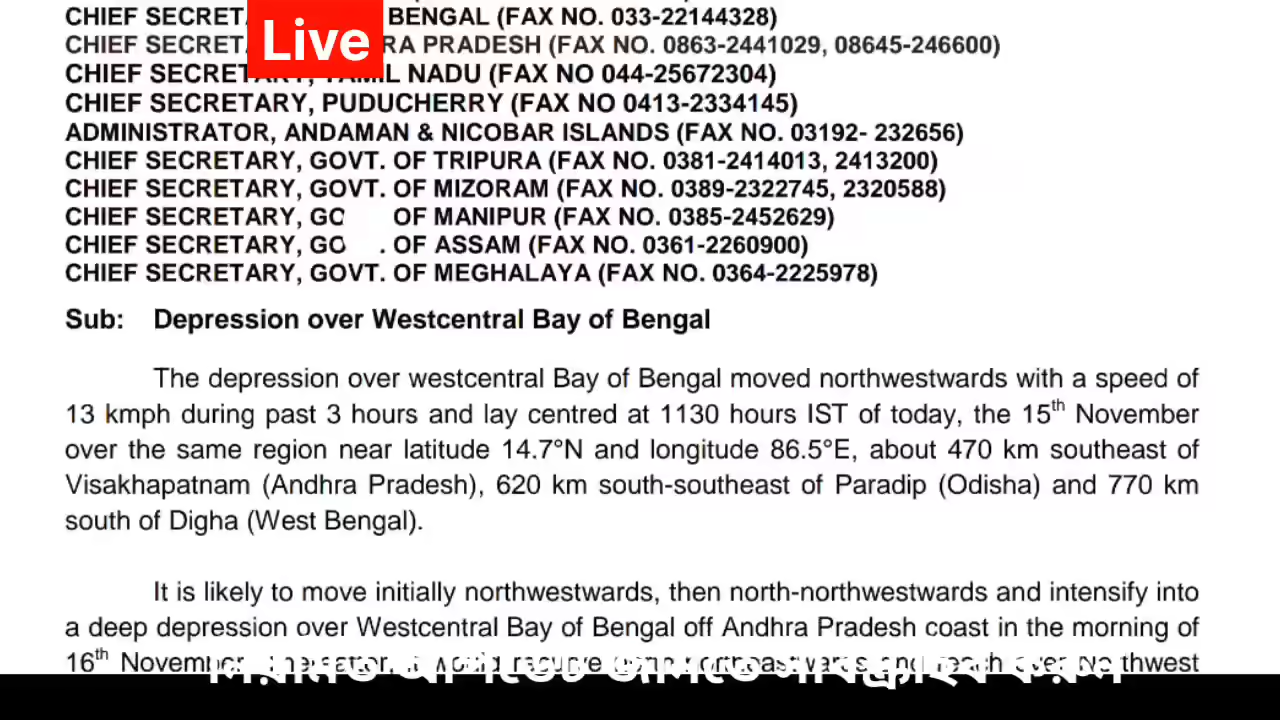 CHIEF SECRET BENGAL (FAX NO. 033-22144328)
Live
CHIEF SECRET RA PRADESH (FAX NO. 0863-2441029, 08645-246600)
CHIEF SECRETARY, TAMIL NADU (FAX NO 044-25672304)
CHIEF SECRETARY, PUDUCHERRY (FAX NO 0413-2334145)
ADMINISTRATOR, ANDAMAN & NICOBAR ISLANDS (FAX NO. 03192- 232656)
CHIEF SECRETARY, GOVT. OF TRIPURA (FAX NO. 0381-2414013, 2413200)
CHIEF SECRETARY, GOVT. OF MIZORAM (FAX NO. 0389-2322745, 2320588)
CHIEF SECRETARY, GO OF MANIPUR (FAX NO. 0385-2452629)
CHIEF SECRETARY, GO . OF ASSAM (FAX NO. 0361-2260900)
CHIEF SECRETARY, GOVT. OF MEGHALAYA (FAX NO. 0364-2225978)
Sub: Depression over Westcentral Bay of Bengal
The depression over westcentral Bay of Bengal moved northwestwards with a speed of
13 kmph during past 3 hours and lay centred at 1130 hours IST of today, the 15th November
over the same region near latitude 14.7°N and longitude 86.5°E, about 470 km southeast of
Visakhapatnam (Andhra Pradesh), 620 km south-southeast of Paradip (Odisha) and 770 km
south of Digha (West Bengal).
It is likely to move initially northwestwards, then north-northwestwards and intensify into
a deep depression over Westcentral Bay of Bengal off Andhra Pradesh coast in the morning of
16th November
নিয়মিত আপডেট জানতে সাবস্ক্রাইব করুন